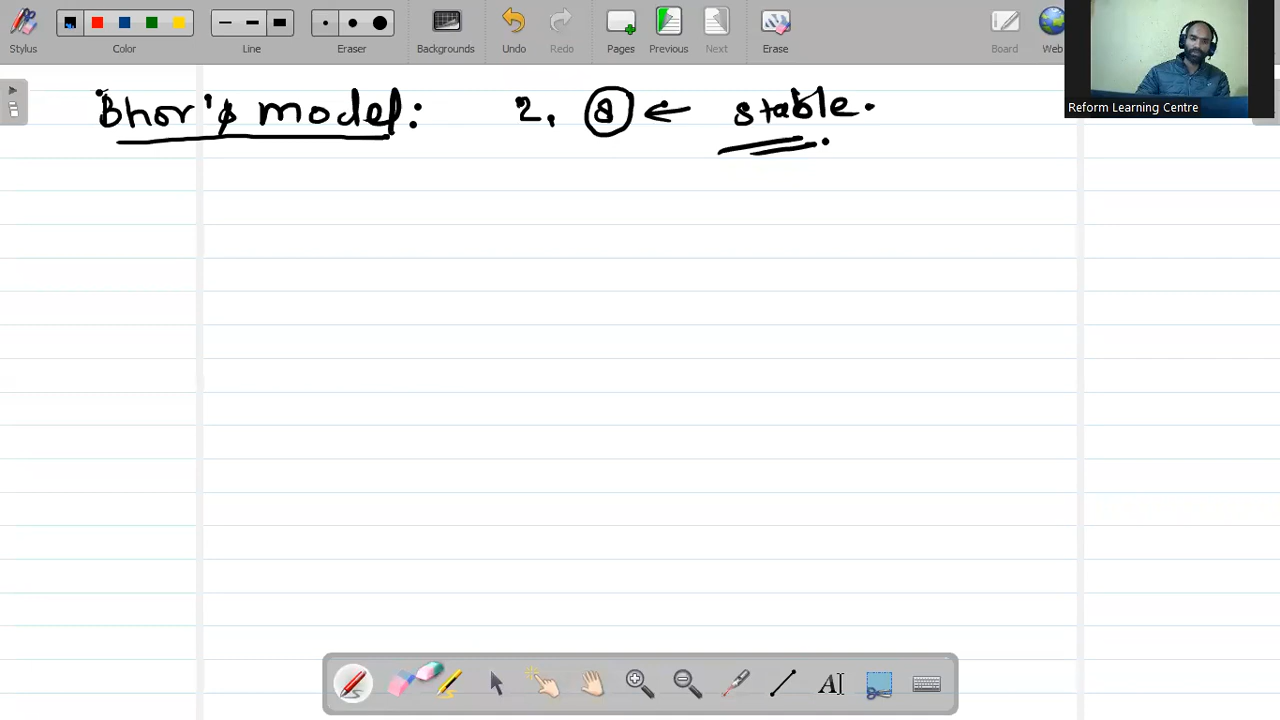 Stylus
Color
Line
Eraser
Backgrounds
Undo
Redo
Pages
Previous
Next
Erase
Board
Web
Reform Learning Centre
Bhor's model: 2. 8 ← stable.
A